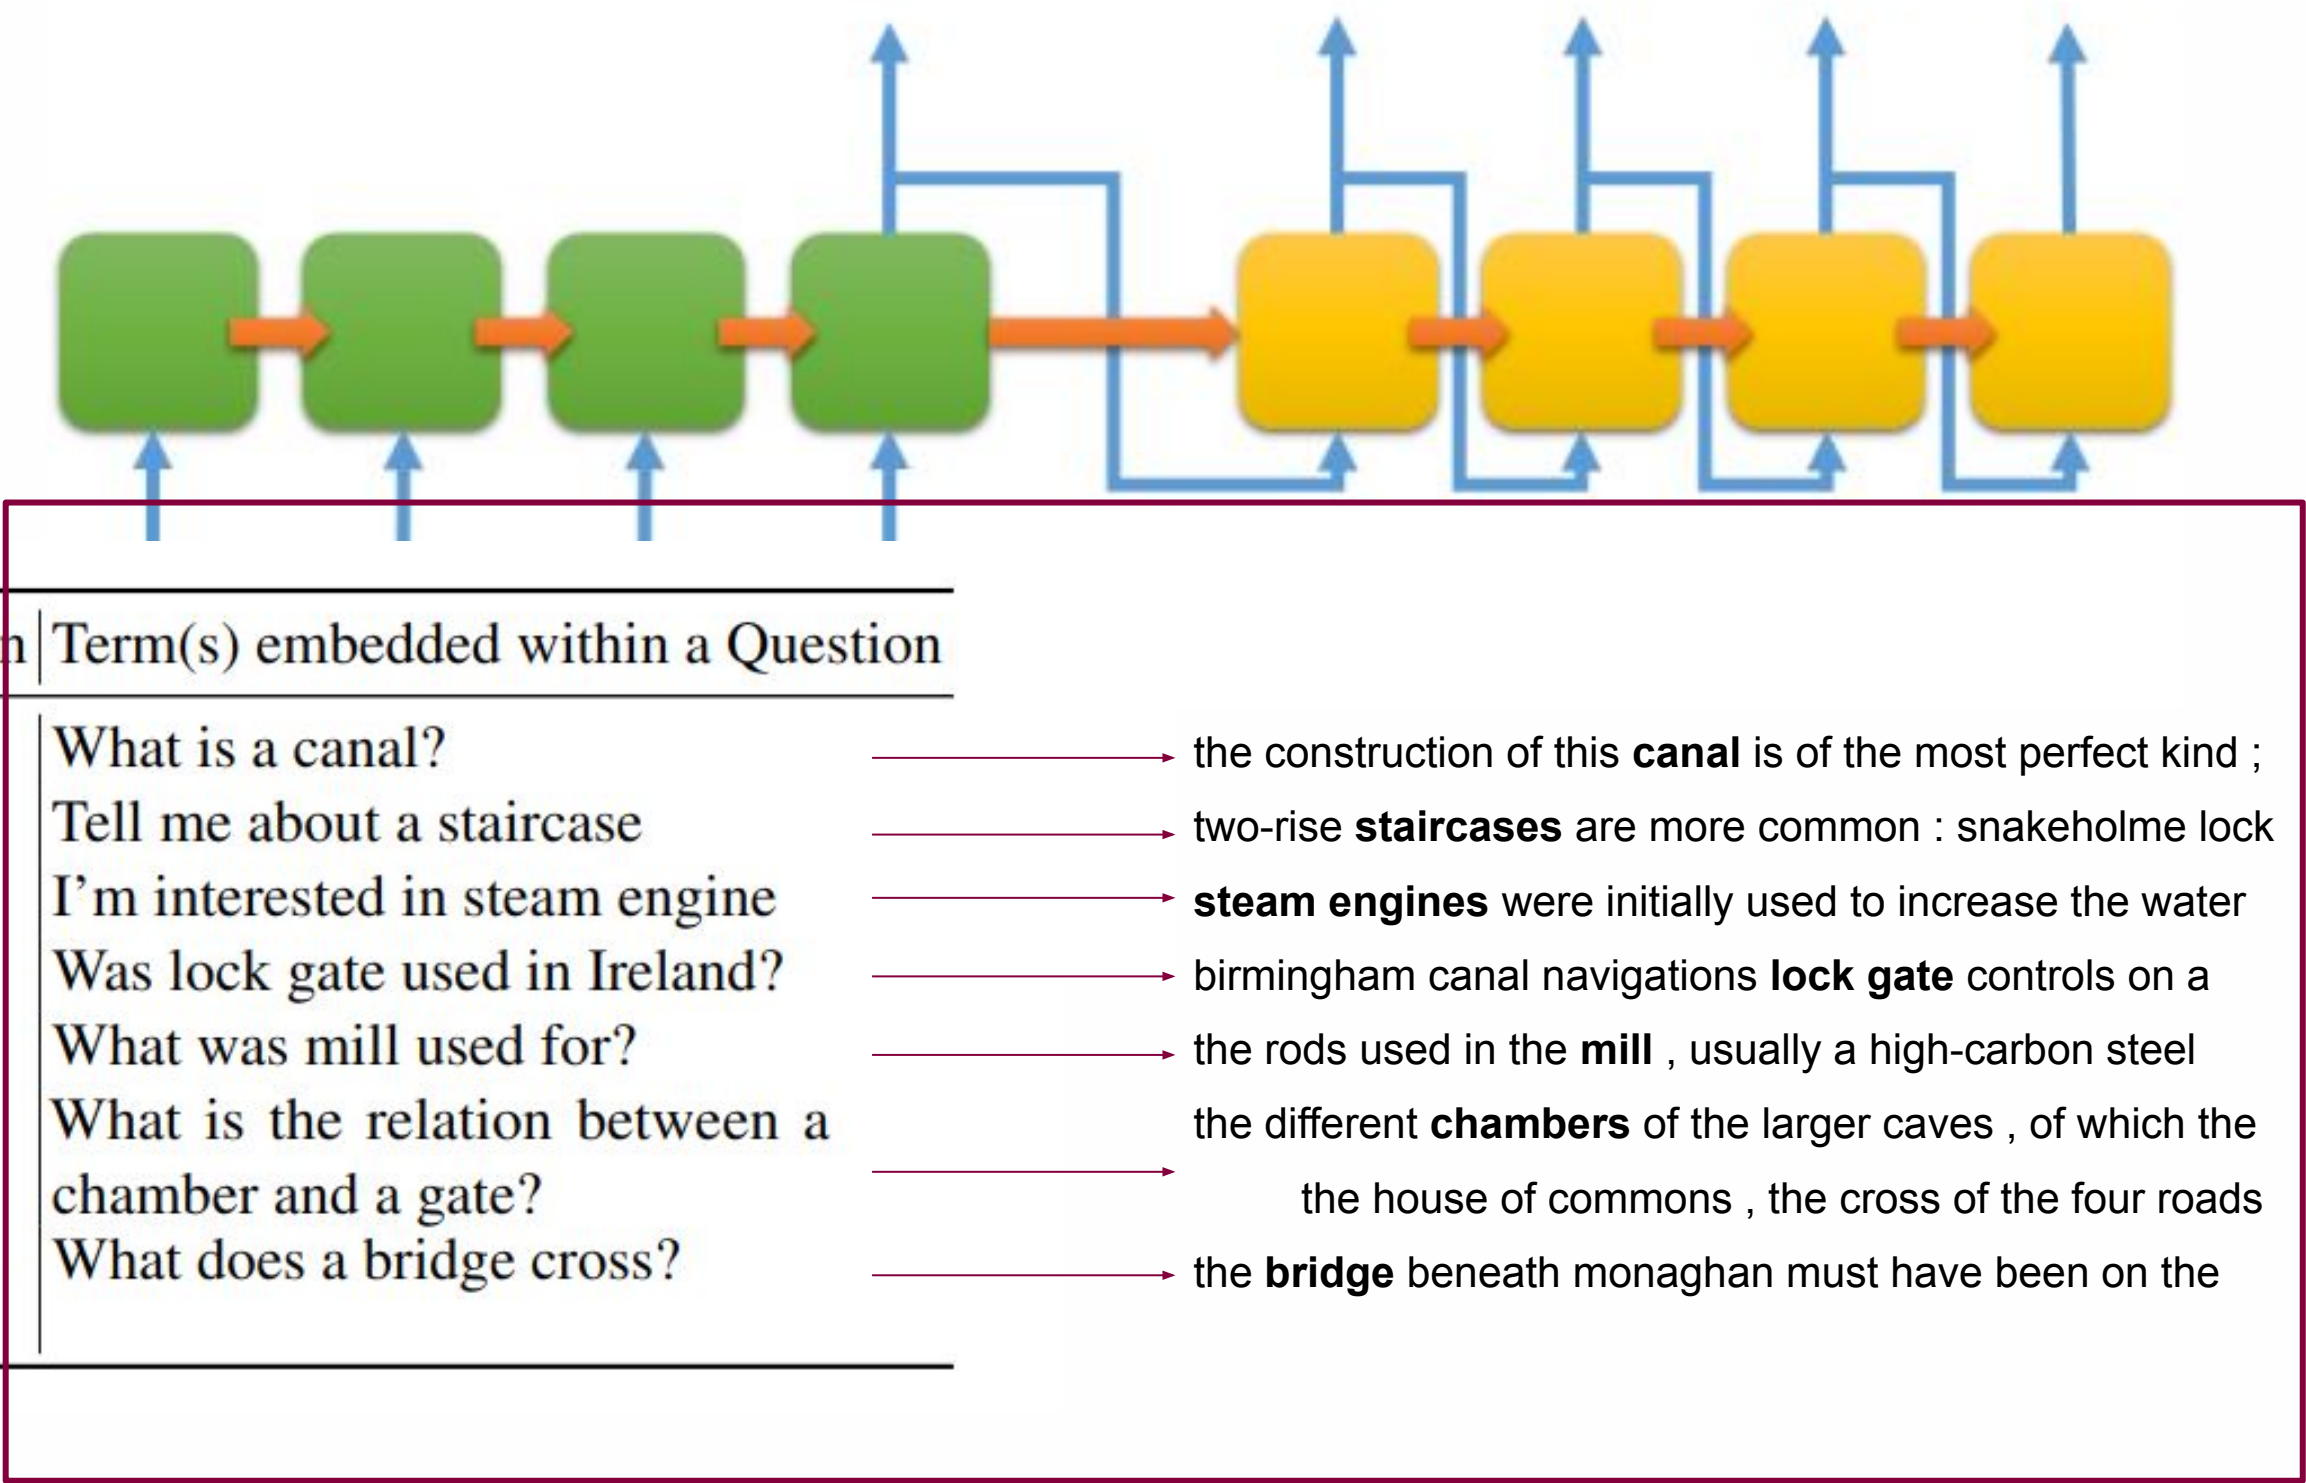 n Term(s) embedded within a Question
What is a canal?
the construction of this canal is of the most perfect kind ;
Tell me about a staircase
two-rise staircases are more common : snakeholme lock
I'm interested in steam engine
steam engines were initially used to increase the water
Was lock gate used in Ireland?
birmingham canal navigations lock gate controls on a
What was mill used for?
the rods used in the mill , usually a high-carbon steel
What is the relation between a
chamber and a gate?
the different chambers of the larger caves , of which the
the house of commons , the cross of the four roads
What does a bridge cross?
the bridge beneath monaghan must have been on the